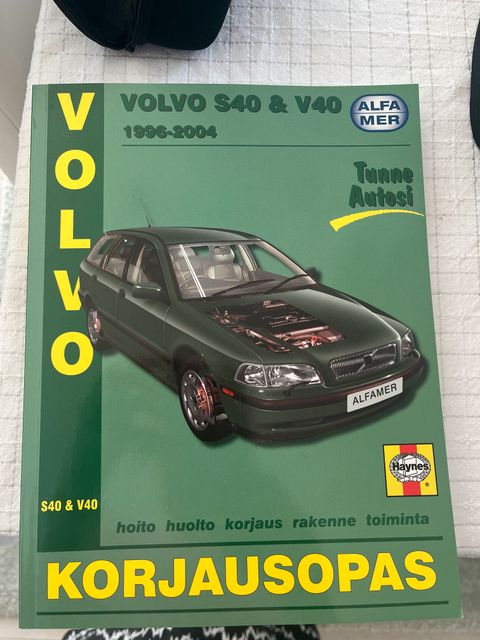 VOLVO
VOLVO S40 & V40
1996-2004
ALFA
MER
Tunne
Autosi
ALFAMER
Haynes
®
S40 & V40
hoito huolto korjaus rakenne toiminta
KORJAUSOPAS